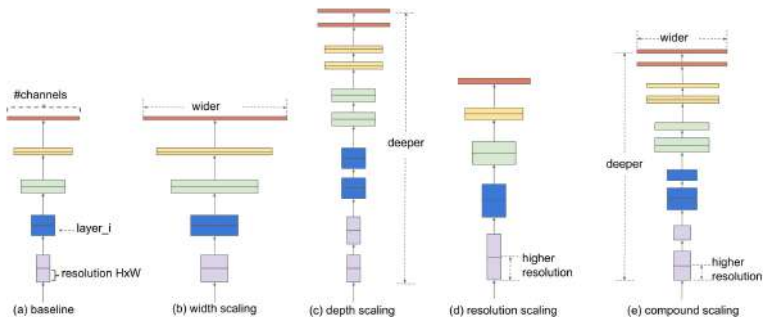 #channels
layer_i
resolution HxW
(a) baseline
wider
(b) width scaling
deeper
(c) depth scaling
higher
resolution
(d) resolution scaling
wider
deeper
higher
resolution
(e) compound scaling